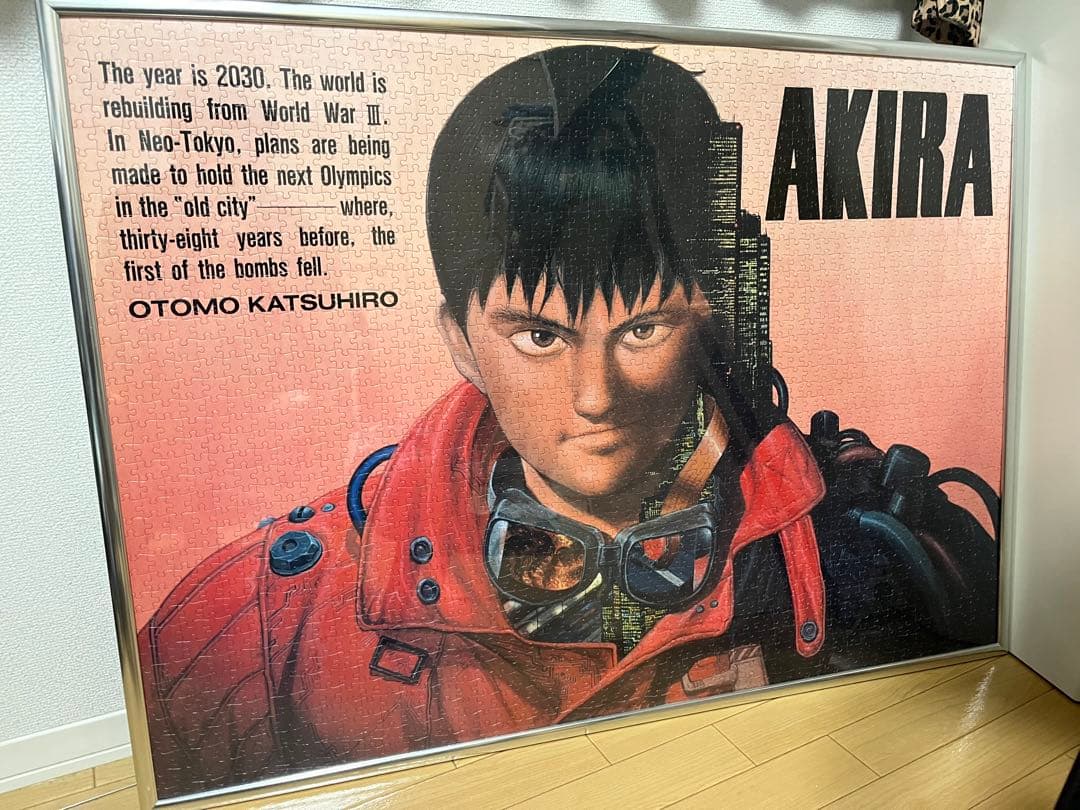 The year is 2030. The world is
rebuilding from World War III.
In Neo-Tokyo, plans are being
made to hold the next Olympics
in the "old city"———where,
thirty-eight years before, the
first of the bombs fell.
OTOMO KATSUHIRO
AKIRA